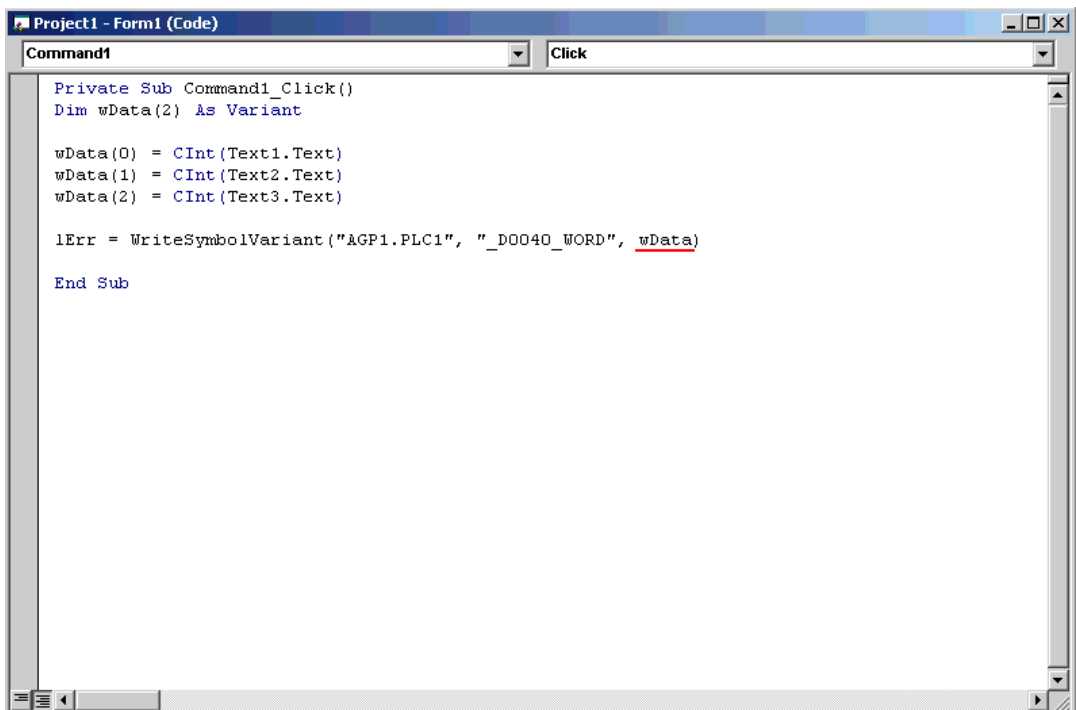 Project1 - Form1 (Code)
Command1 Click
Private Sub Command1_Click()
Dim wData(2) As Variant
wData(0) = CInt(Text1.Text)
wData(1) = CInt(Text2.Text)
wData(2) = CInt(Text3.Text)
lErr = WriteSymbolVariant("AGP1.PLC1", "_D0040_WORD", wData)
End Sub